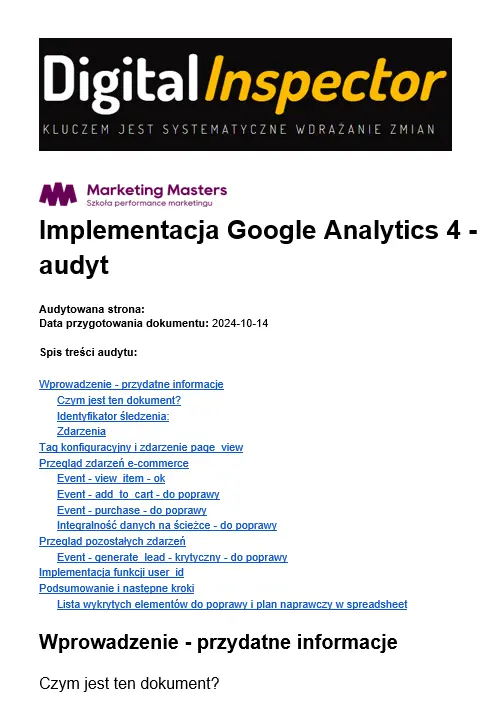 Digital Inspector
KLUCZEM JEST SYSTEMATYCZNE WDRAŻANIE ZMIAN
Marketing Masters
Szkoła performance marketingu
Implementacja Google Analytics 4 -
audyt
Audytowana strona:
Data przygotowania dokumentu: 2024-10-14
Spis treści audytu:
Wprowadzenie - przydatne informacje
Czym jest ten dokument?
Identyfikator śledzenia:
Zdarzenia
Tag konfiguracyjny i zdarzenie page_view
Przegląd zdarzeń e-commerce
Event - view_item - ok
Event - add_to_cart - do poprawy
Event - purchase - do poprawy
Integralność danych na ścieżce - do poprawy
Przegląd pozostałych zdarzeń
Event - generate_lead - krytyczny - do poprawy
Implementacja funkcji user_id
Podsumowanie i następne kroki
Lista wykrytych elementów do poprawy i plan naprawczy w spreadsheet
Wprowadzenie - przydatne informacje
Czym jest ten dokument?